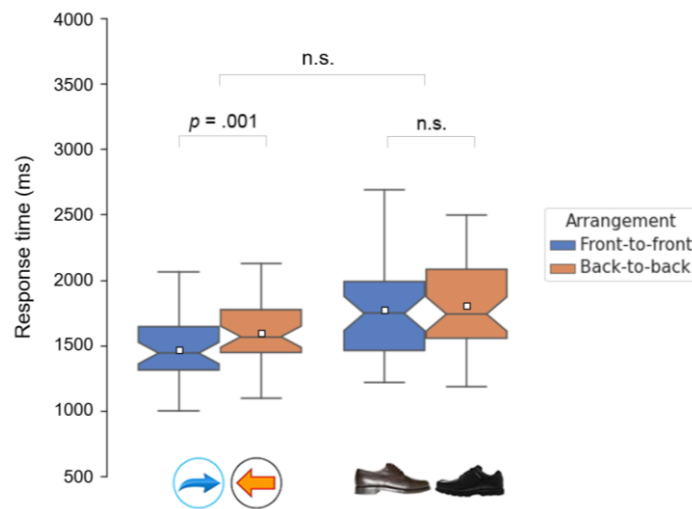 4000
n.s.
3500
p = .001
n.s.
3000
2500
Arrangement
Front-to-front
Back-to-back
2000
1500
1000
500
Response time (ms)